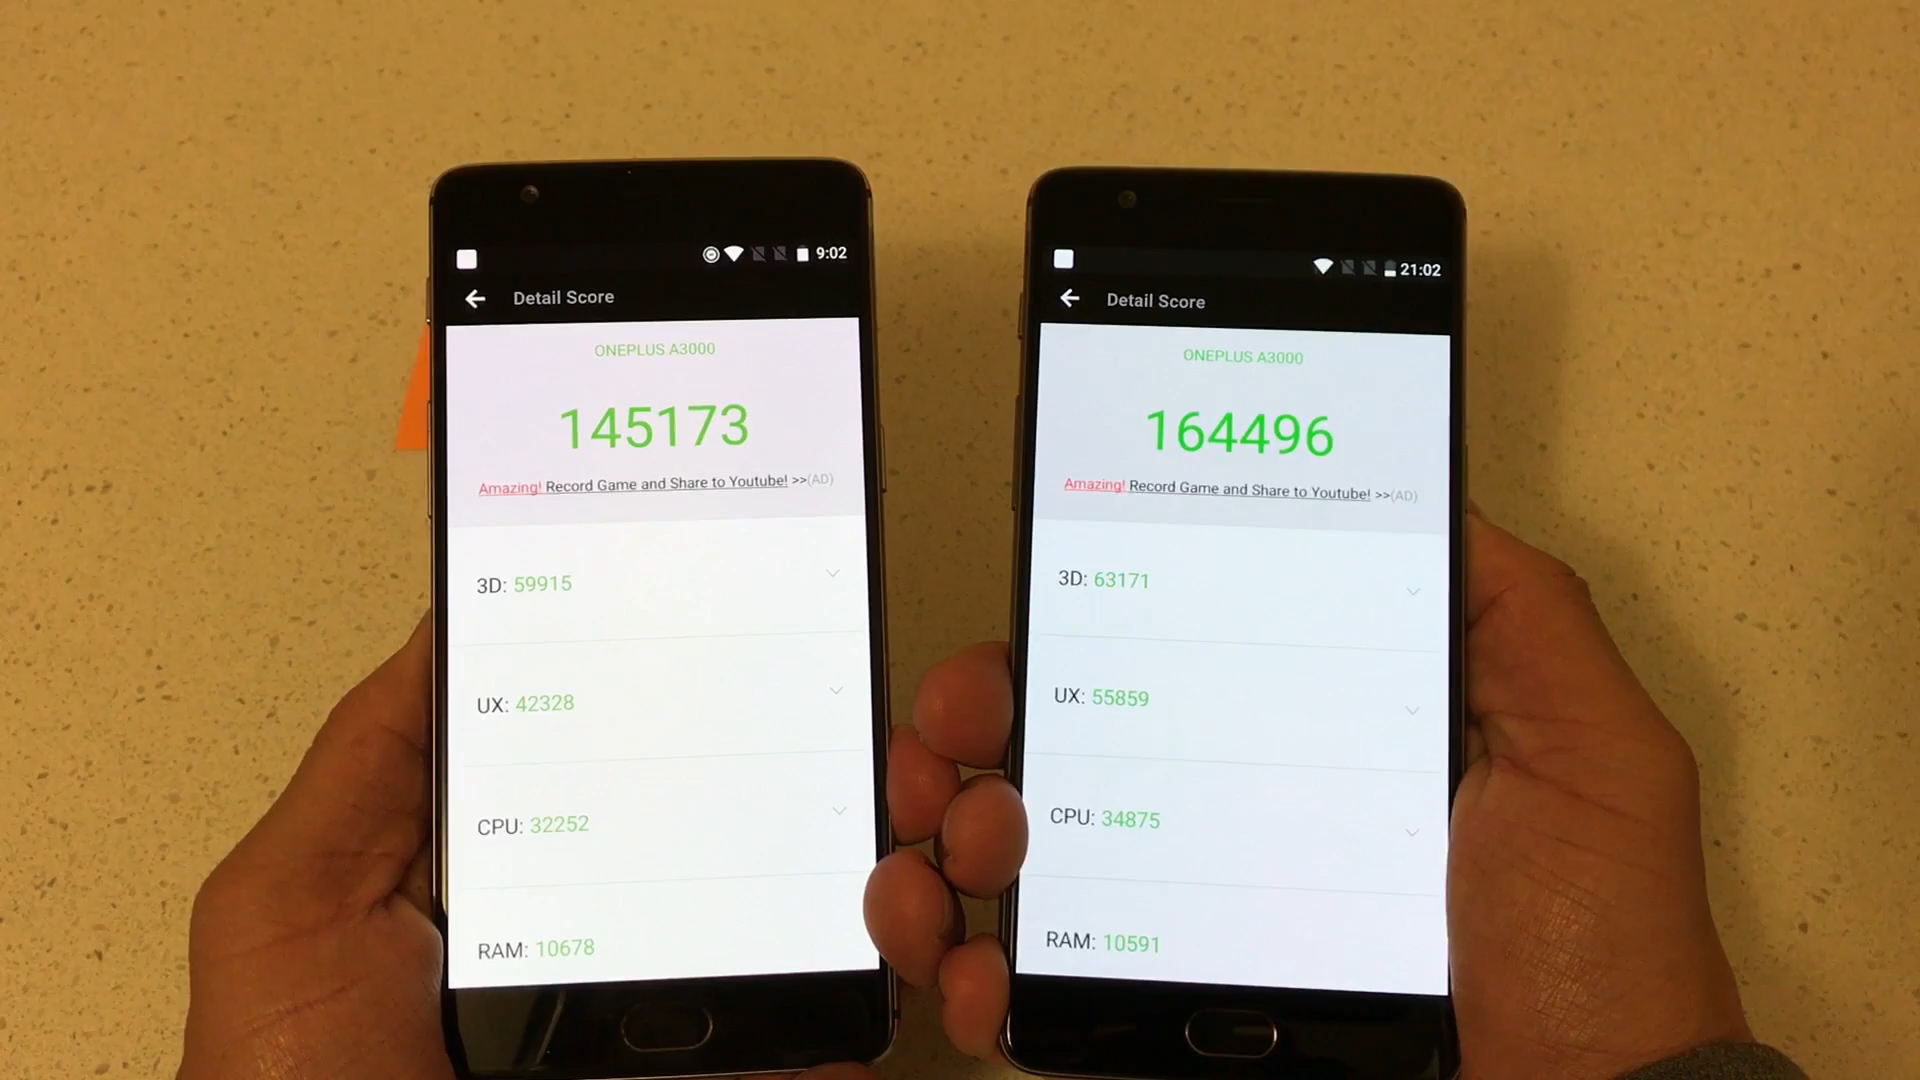 9:02
Detail Score
ONEPLUS A3000
145173
Amazing! Record Game and Share to Youtube! >>(AD)
3D: 59915
UX: 42328
CPU: 32252
RAM: 10678
21:02
Detail Score
ONEPLUS A3000
164496
Amazing! Record Game and Share to Youtube! >>(AD)
3D: 63171
UX: 55859
CPU: 34875
RAM: 10591